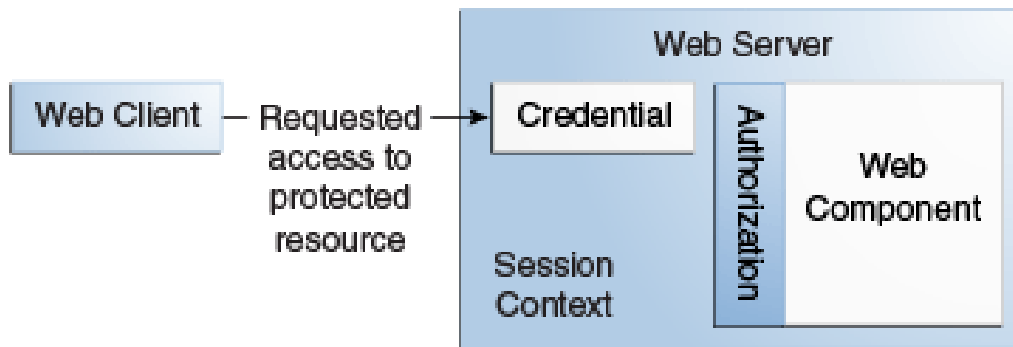 Web Server
Web Client
Requested
access to
protected
resource
Credential
Authorization
Web
Component
Session
Context